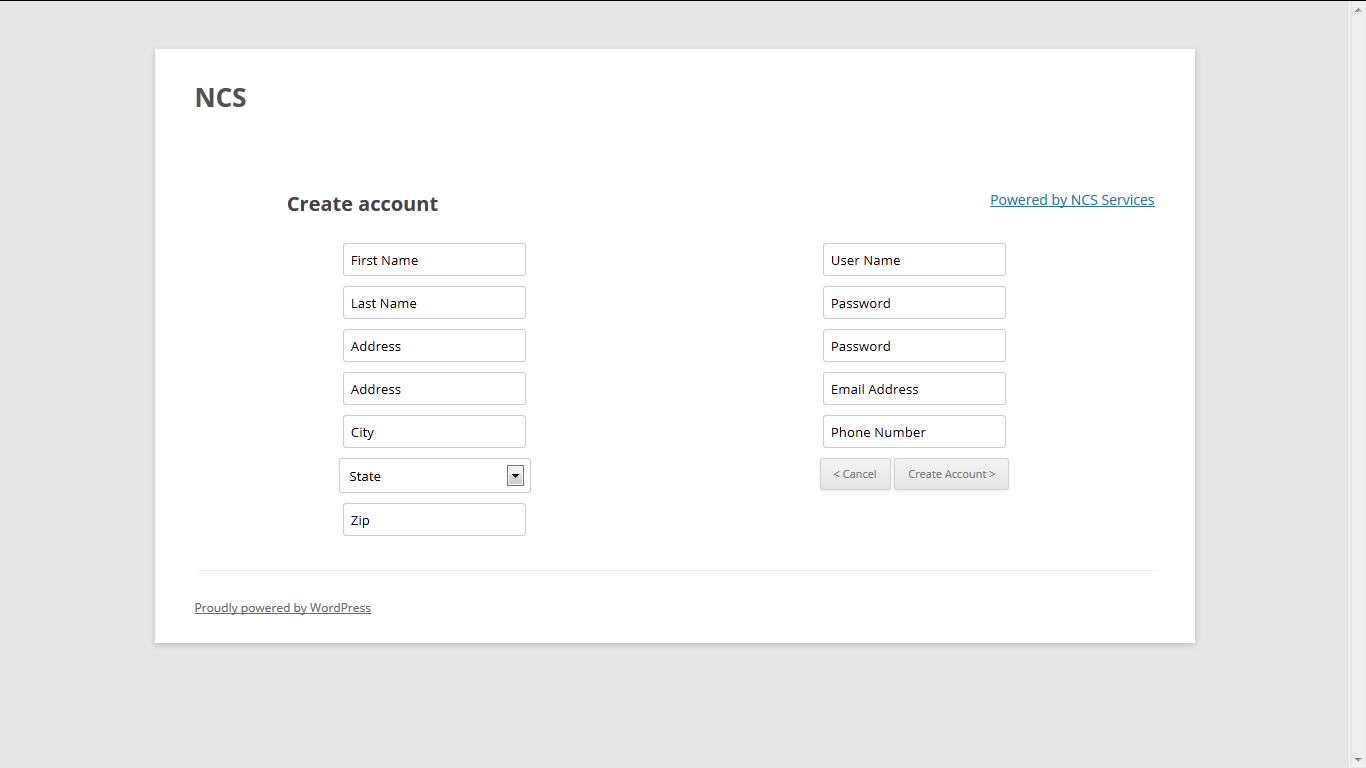 NCS
Create account
Powered by NCS Services
First Name
Last Name
Address
Address
City
State
Zip
User Name
Password
Password
Email Address
Phone Number
< Cancel
Create Account >
Proudly powered by WordPress